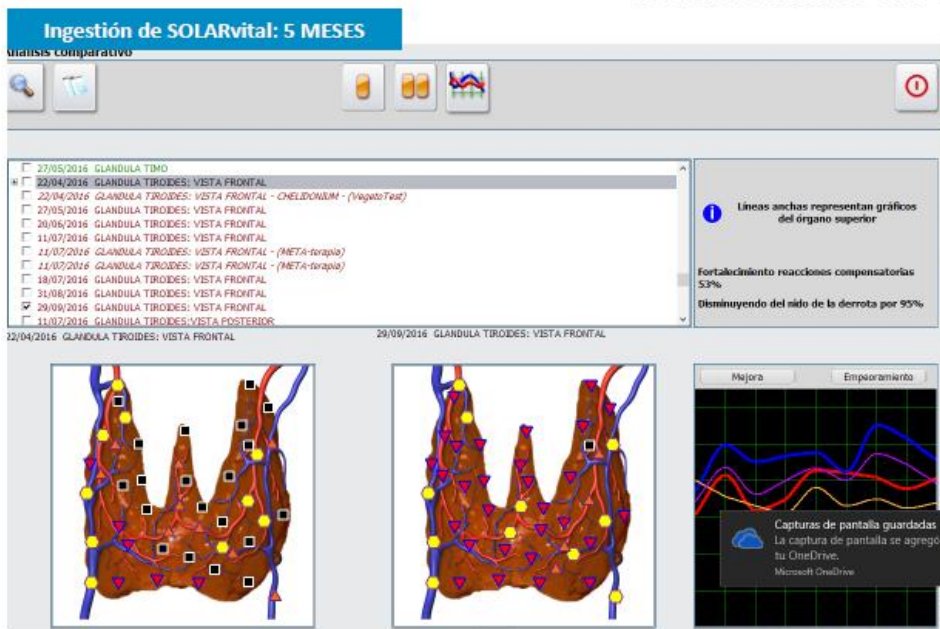 Ingestión de SOLARvital: 5 MESES
Análisis comparativo
27/05/2016 GLANDULA TIMO
22/04/2016 GLANDULA TIROIDES: VISTA FRONTAL
22/04/2016 GLANDULA TIROIDES: VISTA FRONTAL - CHELIDONIUM - (VegetoTest)
27/05/2016 GLANDULA TIROIDES: VISTA FRONTAL
20/06/2016 GLANDULA TIROIDES: VISTA FRONTAL
11/07/2016 GLANDULA TIROIDES: VISTA FRONTAL
11/07/2016 GLANDULA TIROIDES: VISTA FRONTAL - (META-terapia)
11/07/2016 GLANDULA TIROIDES: VISTA FRONTAL - (META-terapia)
18/07/2016 GLANDULA TIROIDES: VISTA FRONTAL
31/08/2016 GLANDULA TIROIDES: VISTA FRONTAL
29/09/2016 GLANDULA TIROIDES: VISTA FRONTAL
11/07/2016 GLANDULA TIROIDES:VISTA POSTERIOR
Líneas anchas representan gráficos
del órgano superior
Fortalecimiento reacciones compensatorias
53%
Disminuyendo del nido de la derrota por 95%
22/04/2016 GLANDULA TIROIDES: VISTA FRONTAL
29/09/2016 GLANDULA TIROIDES: VISTA FRONTAL
Mejora
Empeoramiento
Capturas de pantalla guardadas
La captura de pantalla se agregó
tu OneDrive.
Microsoft OneDrive